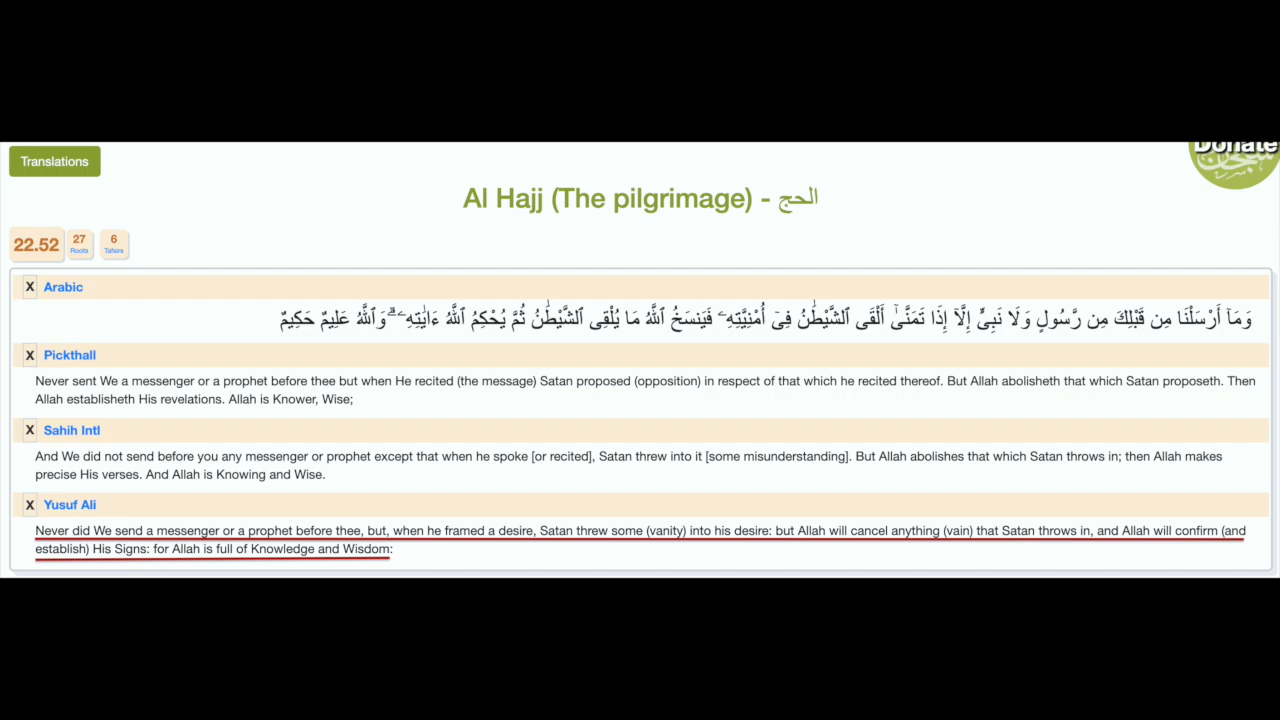 Translations
Donate
Al Hajj (The pilgrimage) - الحج
22.52 27 Roots 6 Tafsirs
X Arabic
وَمَآ أَرْسَلْنَا مِن قَبْلِكَ مِن رَّسُولٍ وَلَا نَبِىٍّ إِلَّآ إِذَا تَمَنَّىٰٓ أَلْقَى ٱلشَّيْطَٰنُ فِىٓ أُمْنِيَّتِهِۦ فَيَنسَخُ ٱللَّهُ مَا يُلْقِى ٱلشَّيْطَٰنُ ثُمَّ يُحْكِمُ ٱللَّهُ ءَايَٰتِهِۦ ۗ وَٱللَّهُ عَلِيمٌ حَكِيمٌ
X Pickthall
Never sent We a messenger or a prophet before thee but when He recited (the message) Satan proposed (opposition) in respect of that which he recited thereof. But Allah abolisheth that which Satan proposeth. Then
Allah establisheth His revelations. Allah is Knower, Wise;
X Sahih Intl
And We did not send before you any messenger or prophet except that when he spoke [or recited], Satan threw into it [some misunderstanding]. But Allah abolishes that which Satan throws in; then Allah makes
precise His verses. And Allah is Knowing and Wise.
X Yusuf Ali
Never did We send a messenger or a prophet before thee, but, when he framed a desire, Satan threw some (vanity) into his desire: but Allah will cancel anything (vain) that Satan throws in, and Allah will confirm (and
establish) His Signs: for Allah is full of Knowledge and Wisdom: